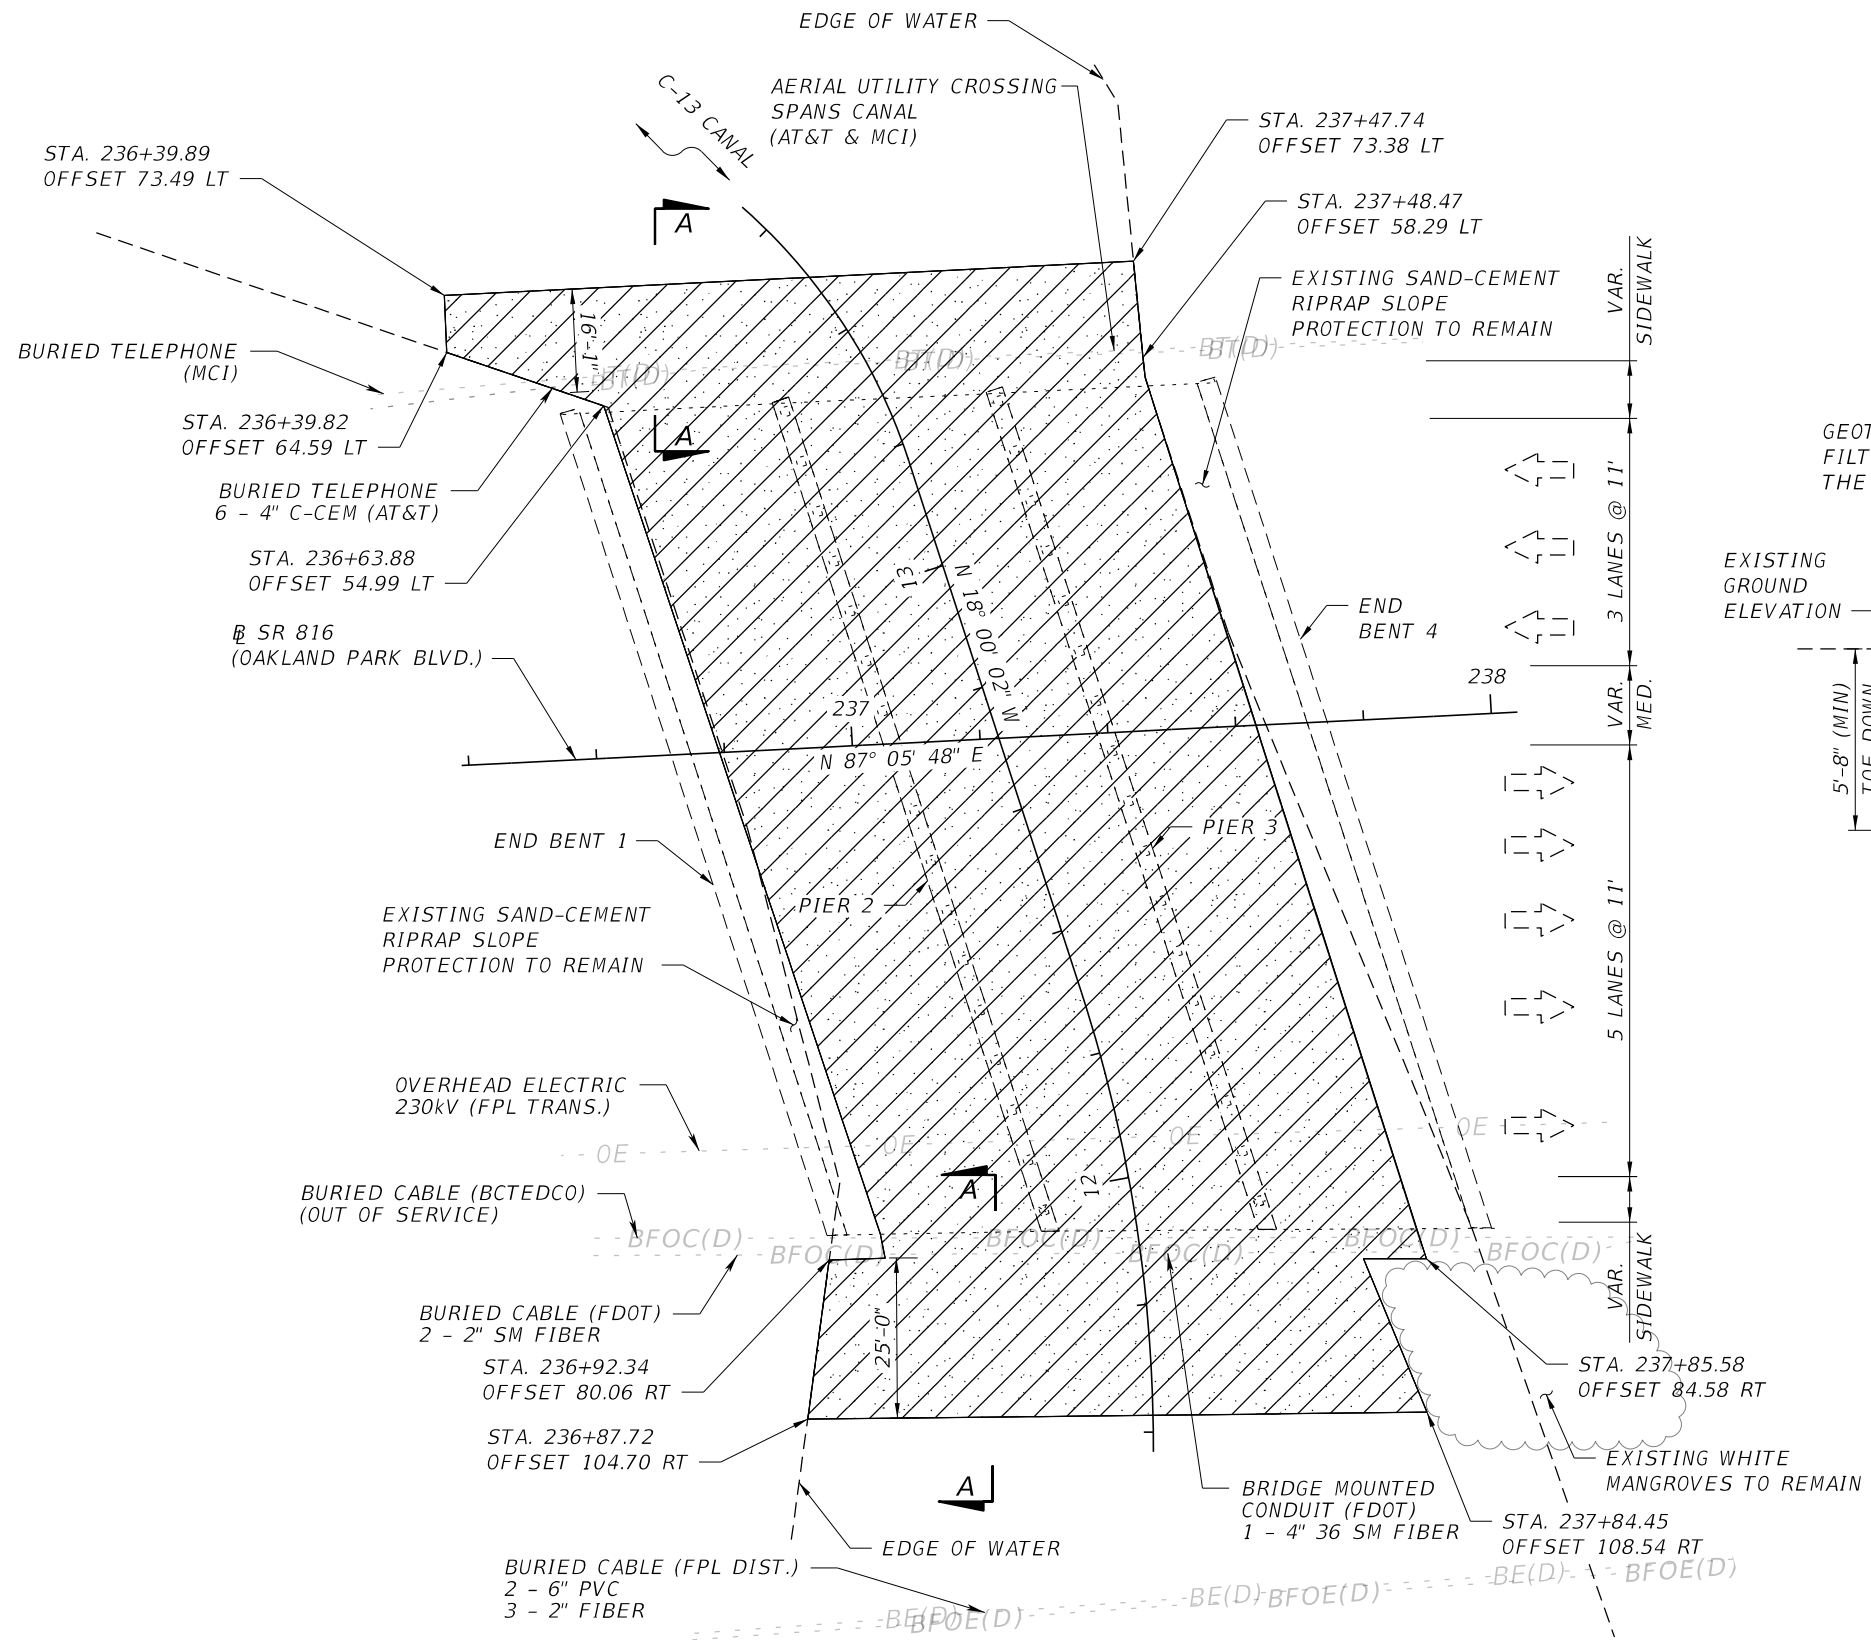 EDGE OF WATER
C-13 CANAL
AERIAL UTILITY CROSSING
SPANS CANAL
(AT&T & MCI)
STA. 237+47.74
OFFSET 73.38 LT
STA. 236+39.89
OFFSET 73.49 LT
A
STA. 237+48.47
OFFSET 58.29 LT
VAR.
SIDEWALK
EXISTING SAND-CEMENT
RIPRAP SLOPE
PROTECTION TO REMAIN
16'-1"
BURIED TELEPHONE
(MCI)
BT(D)
BT(D)
BT(D)
BT(D)
BT(D)
BT(D)
STA. 236+39.82
OFFSET 64.59 LT
A
GEOT
FILT
THE
BURIED TELEPHONE
6 - 4" C-CEM (AT&T)
3 LANES @ 11'
STA. 236+63.88
OFFSET 54.99 LT
13
N 18° 00' 02" W
EXISTING
GROUND
ELEVATION
END
BENT 4
B SR 816
(OAKLAND PARK BLVD.)
237
238
VAR.
MED.
N 87° 05' 48" E
5'-8" (MIN)
TOE DOWN
END BENT 1
PIER 3
PIER 2
EXISTING SAND-CEMENT
RIPRAP SLOPE
PROTECTION TO REMAIN
5 LANES @ 11'
OVERHEAD ELECTRIC
230kV (FPL TRANS.)
OE
OE
OE
OE
A
12
BURIED CABLE (BCTEDCO)
(OUT OF SERVICE)
BFOC(D)
BFOC(D)
BFOC(D)
BFOC(D)
BFOC(D)
BFOC(D)
VAR.
SIDEWALK
BURIED CABLE (FDOT)
2 - 2" SM FIBER
25'-0"
STA. 236+92.34
OFFSET 80.06 RT
STA. 237+85.58
OFFSET 84.58 RT
STA. 236+87.72
OFFSET 104.70 RT
EXISTING WHITE
MANGROVES TO REMAIN
A
BRIDGE MOUNTED
CONDUIT (FDOT)
1 - 4" 36 SM FIBER
STA. 237+84.45
OFFSET 108.54 RT
EDGE OF WATER
BURIED CABLE (FPL DIST.)
2 - 6" PVC
3 - 2" FIBER
BE(D)
BFOE(D)
BE(D)
BFOE(D)
BE(D)
BFOE(D)